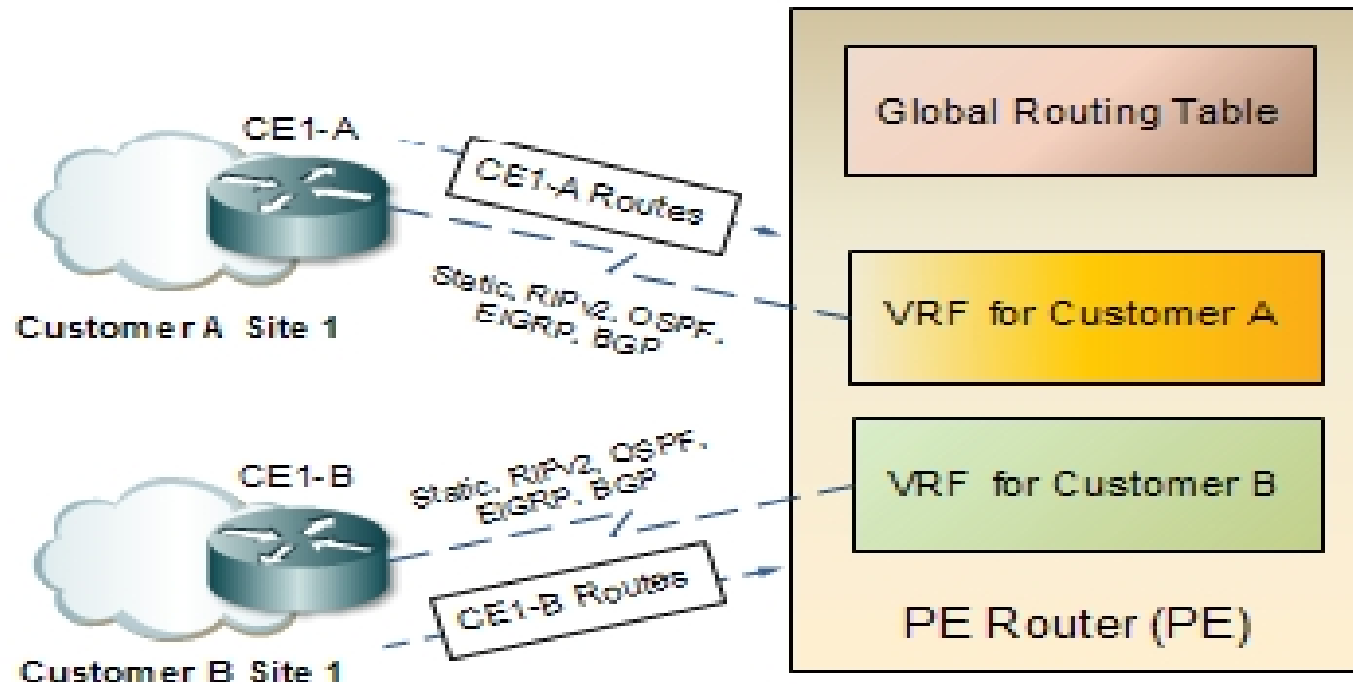 CE1-A
CE1-A Routes
Static, RIPv2, OSPF,
EIGRP, BGP
Customer A Site 1
Global Routing Table
VRF for Customer A
CE1-B
Static, RIPv2, OSPF,
EIGRP, BGP
CE1-B Routes
Customer B Site 1
VRF for Customer B
PE Router (PE)